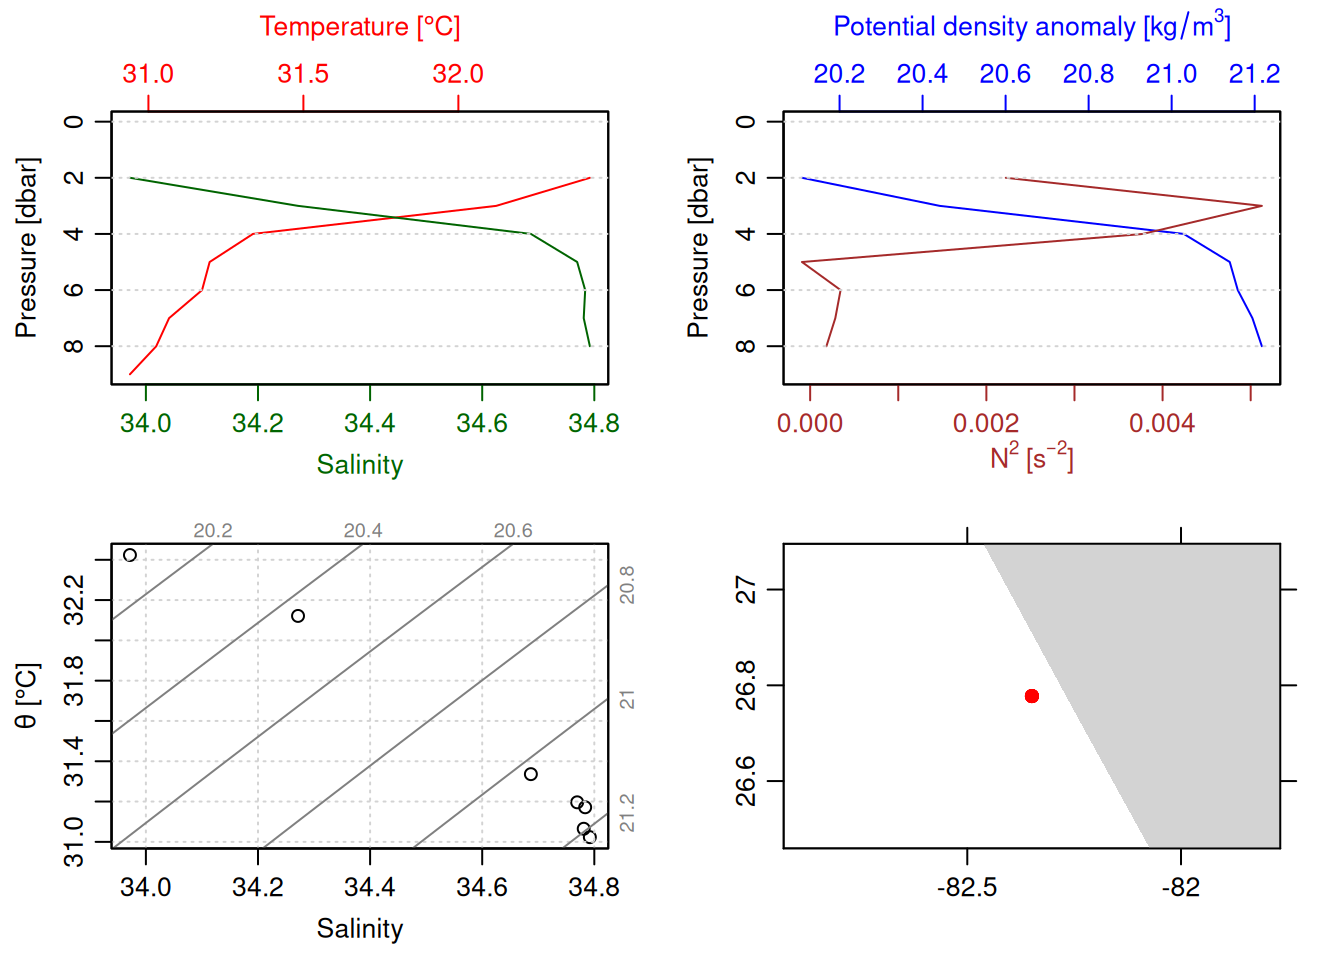 Temperature [°C]
31.0 31.5 32.0
0
2
4
6
8
Pressure [dbar]
34.0 34.2 34.4 34.6 34.8
Salinity
Potential density anomaly [kg/m³]
20.2 20.4 20.6 20.8 21.0 21.2
0
2
4
6
8
Pressure [dbar]
0.000 0.002 0.004
N² [s⁻²]
20.2 20.4 20.6
20.8
21
21.2
32.2
31.8
31.4
31.0
θ [°C]
34.0 34.2 34.4 34.6 34.8
Salinity
27
26.8
26.6
-82.5 -82